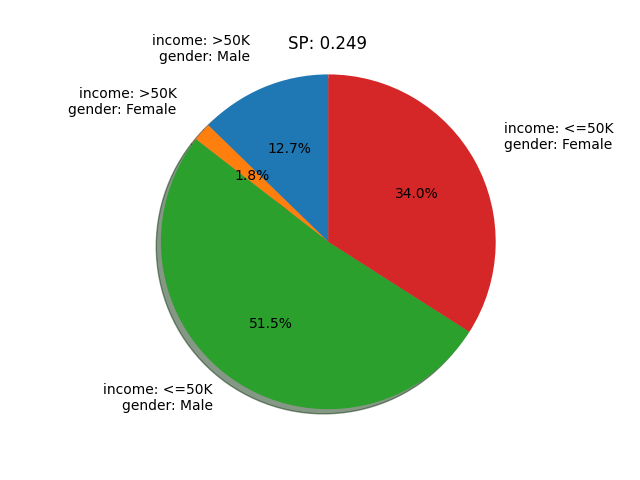 SP: 0.249
income: >50K
gender: Male
income: >50K
gender: Female
income: <=50K
gender: Female
12.7%
1.8%
34.0%
51.5%
income: <=50K
gender: Male